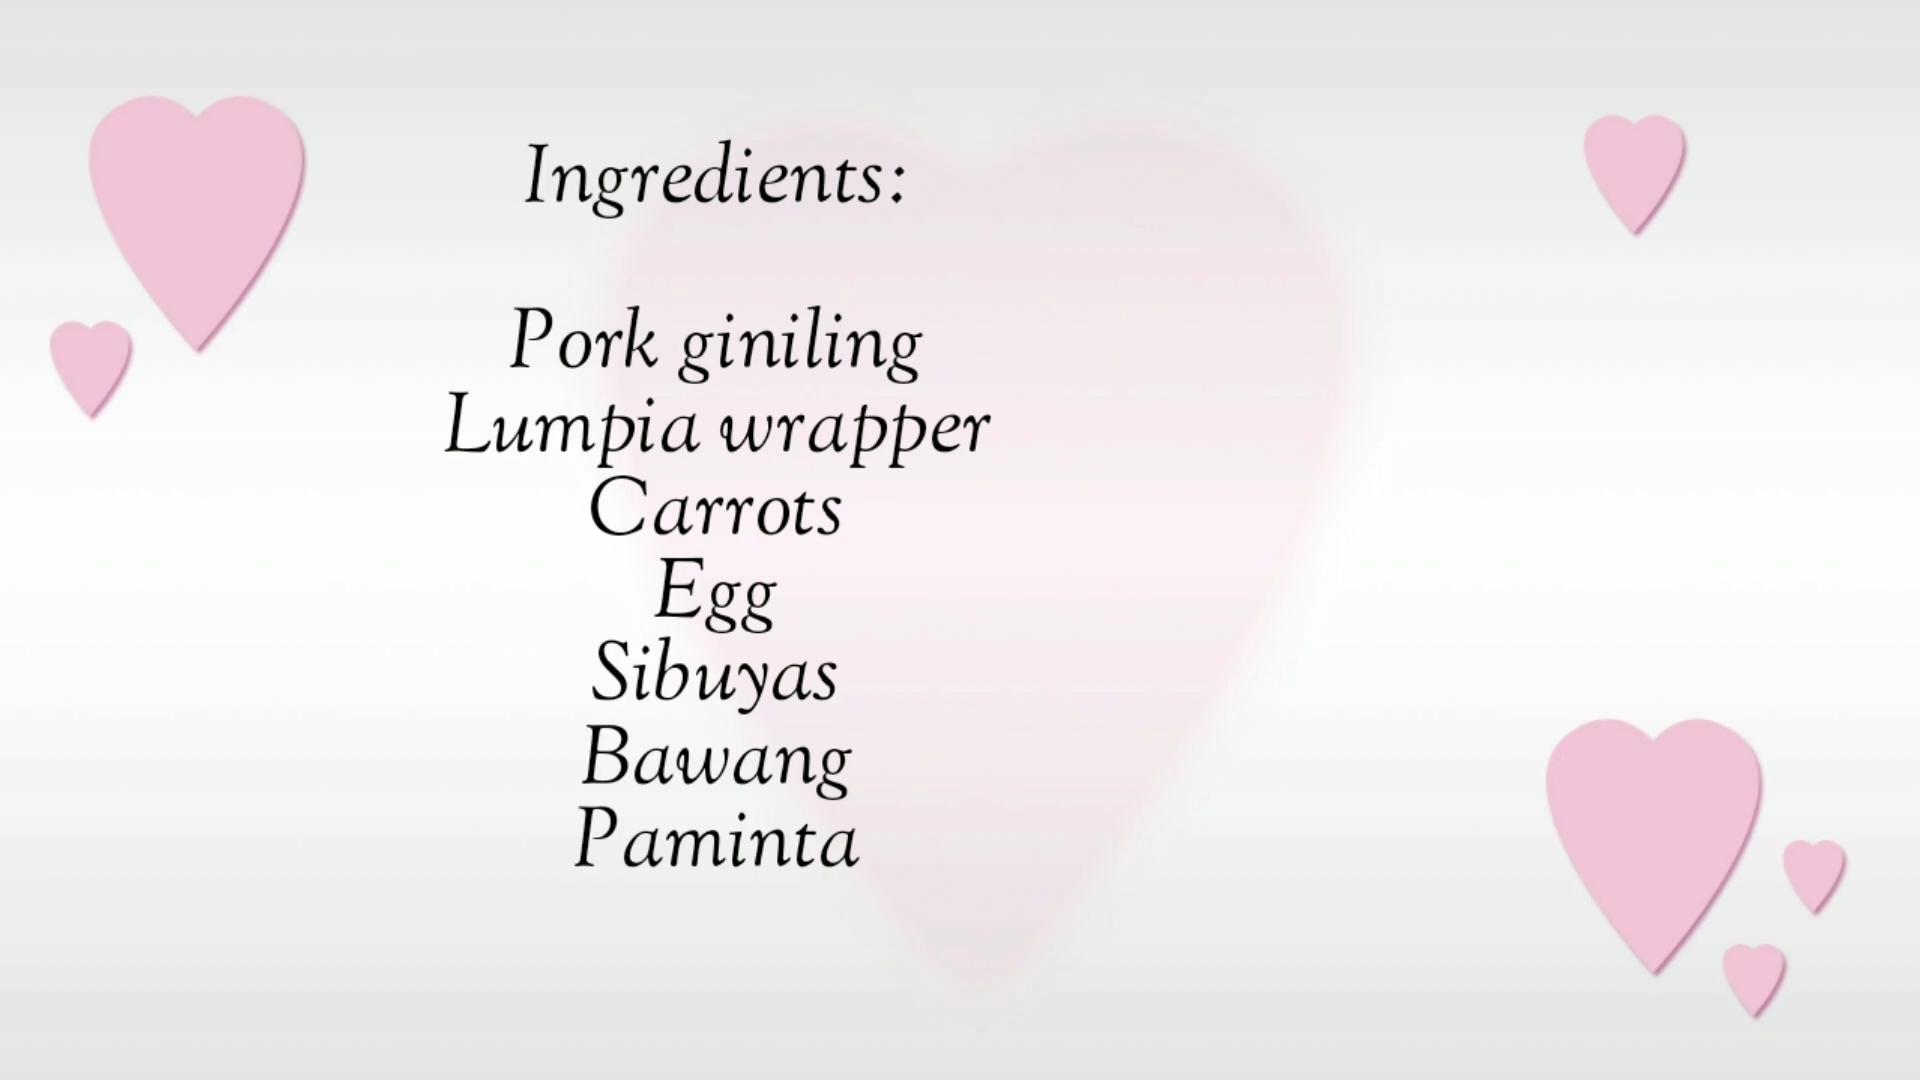 Ingredients:
Pork giniling
Lumpia wrapper
Carrots
Egg
Sibuyas
Bawang
Paminta